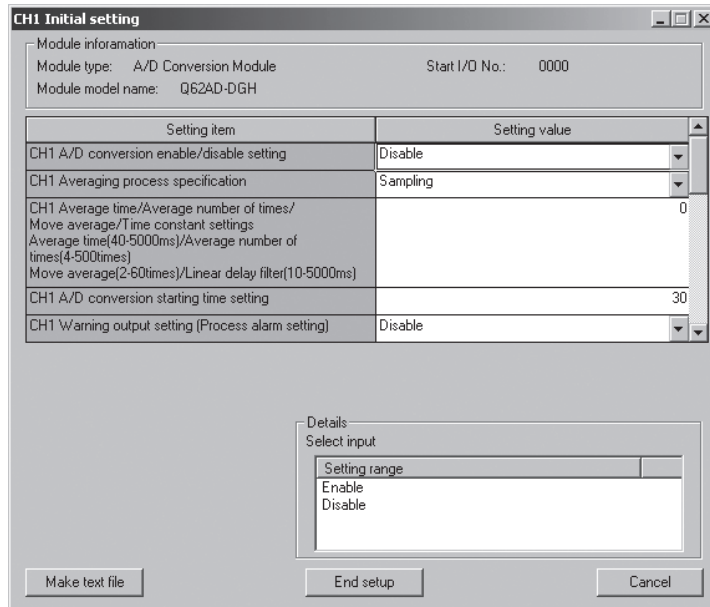 CH1 Initial setting
Module inforamation
Module type: A/D Conversion Module
Start I/O No.: 0000
Module model name: Q62AD-DGH
Setting item
Setting value
CH1 A/D conversion enable/disable setting
Disable
CH1 Averaging process specification
Sampling
CH1 Average time/Average number of times/
Move average/Time constant settings
Average time(40-5000ms)/Average number of
times(4-500times)
Move average(2-60times)/Linear delay filter(10-5000ms)
0
CH1 A/D conversion starting time setting
30
CH1 Warning output setting (Process alarm setting)
Disable
Details
Select input
Setting range
Enable
Disable
Make text file
End setup
Cancel